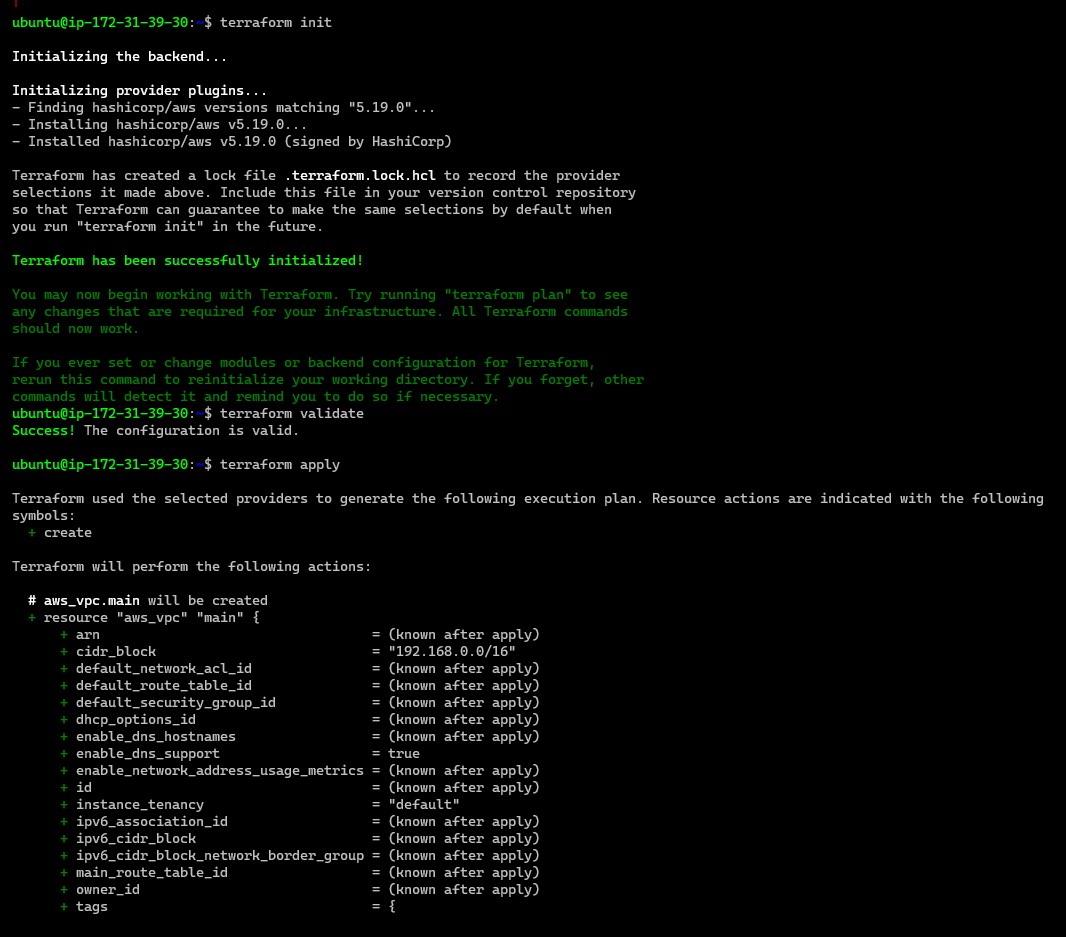 ubuntu@ip-172-31-39-30:~$ terraform init
Initializing the backend...
Initializing provider plugins...
- Finding hashicorp/aws versions matching "5.19.0"...
- Installing hashicorp/aws v5.19.0...
- Installed hashicorp/aws v5.19.0 (signed by HashiCorp)
Terraform has created a lock file .terraform.lock.hcl to record the provider
selections it made above. Include this file in your version control repository
so that Terraform can guarantee to make the same selections by default when
you run "terraform init" in the future.
Terraform has been successfully initialized!
You may now begin working with Terraform. Try running "terraform plan" to see
any changes that are required for your infrastructure. All Terraform commands
should now work.
If you ever set or change modules or backend configuration for Terraform,
rerun this command to reinitialize your working directory. If you forget, other
commands will detect it and remind you to do so if necessary.
ubuntu@ip-172-31-39-30:~$ terraform validate
Success! The configuration is valid.
ubuntu@ip-172-31-39-30:~$ terraform apply
Terraform used the selected providers to generate the following execution plan. Resource actions are indicated with the following
symbols:
  + create
Terraform will perform the following actions:
  # aws_vpc.main will be created
  + resource "aws_vpc" "main" {
      + arn                                  = (known after apply)
      + cidr_block                           = "192.168.0.0/16"
      + default_network_acl_id               = (known after apply)
      + default_route_table_id               = (known after apply)
      + default_security_group_id            = (known after apply)
      + dhcp_options_id                      = (known after apply)
      + enable_dns_hostnames                 = (known after apply)
      + enable_dns_support                   = true
      + enable_network_address_usage_metrics = (known after apply)
      + id                                   = (known after apply)
      + instance_tenancy                     = "default"
      + ipv6_association_id                  = (known after apply)
      + ipv6_cidr_block                      = (known after apply)
      + ipv6_cidr_block_network_border_group = (known after apply)
      + main_route_table_id                  = (known after apply)
      + owner_id                             = (known after apply)
      + tags                                 = {